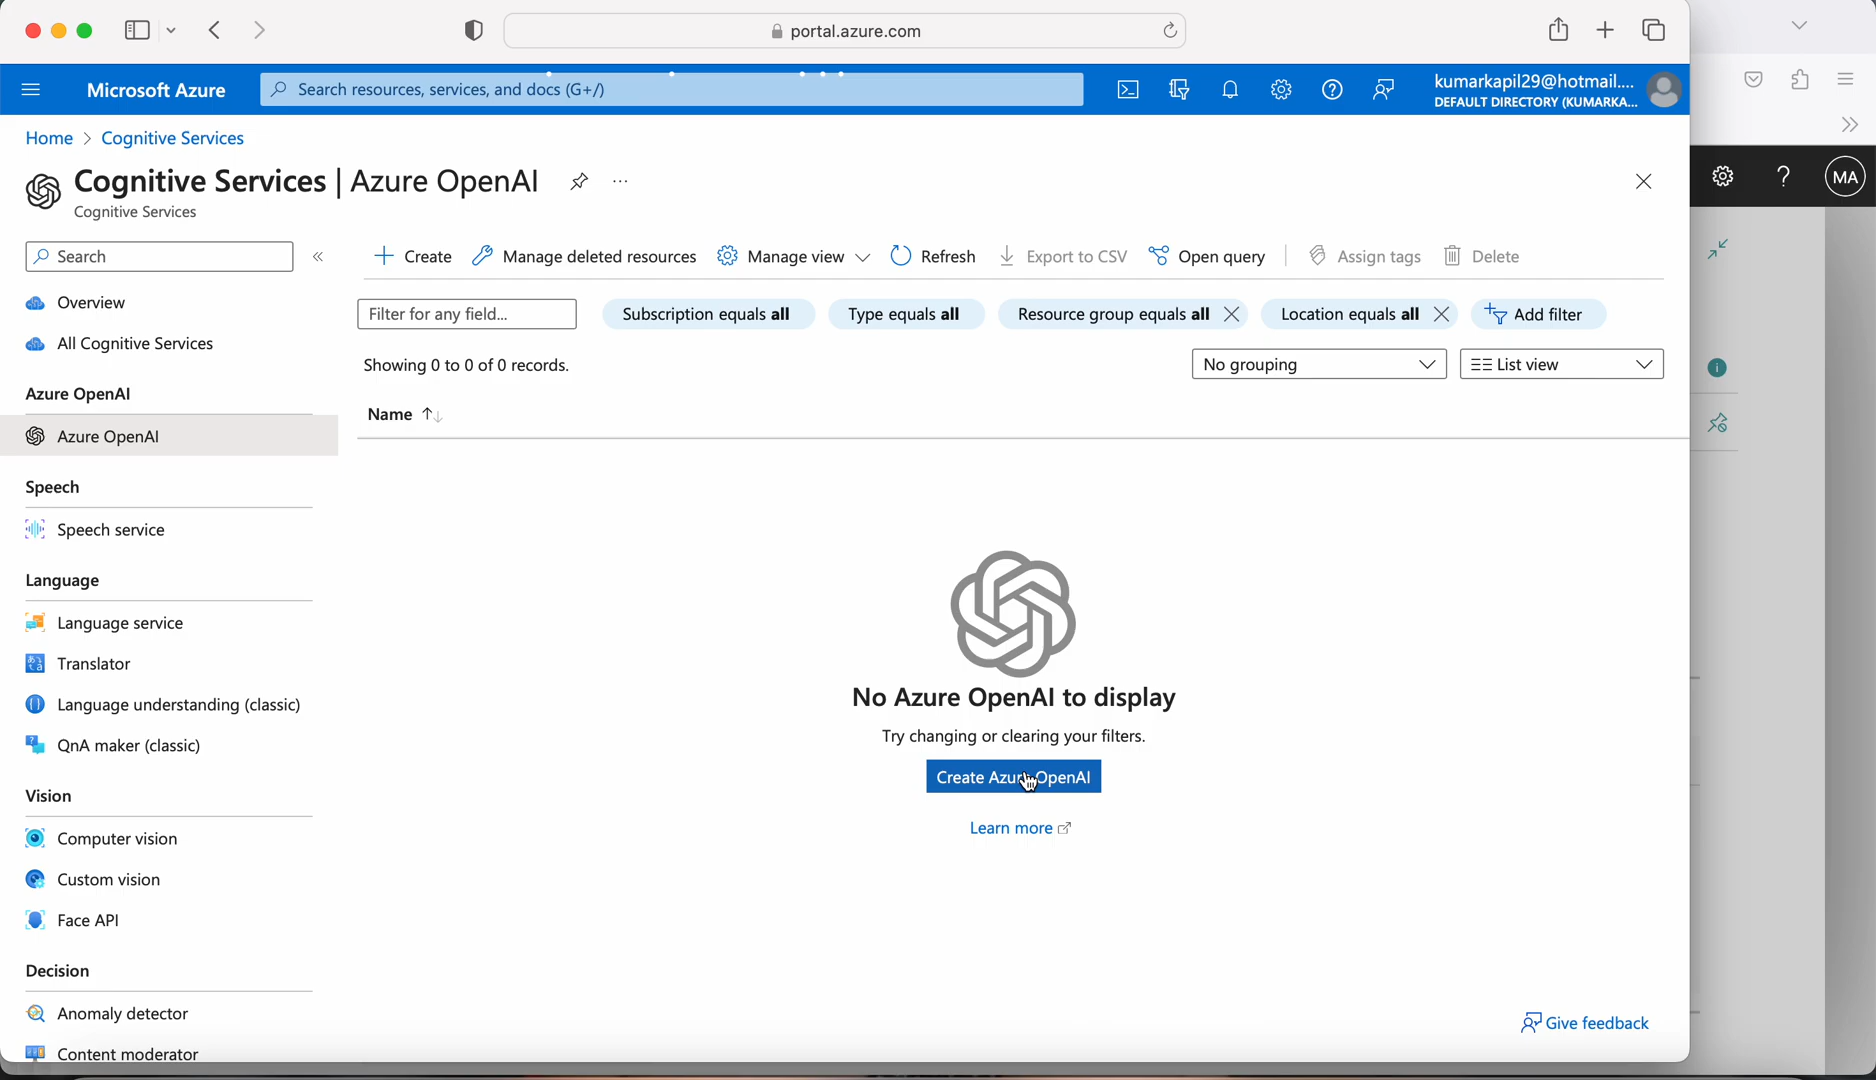 portal.azure.com
Microsoft Azure
Search resources, services, and docs (G+/)
kumarkapil29@hotmail....
DEFAULT DIRECTORY (KUMARKA...
Home > Cognitive Services
MA
Cognitive Services | Azure OpenAI
Cognitive Services
Search
Create
Manage deleted resources
Manage view
Refresh
Export to CSV
Open query
Assign tags
Delete
Filter for any field...
Subscription equals all
Type equals all
Resource group equals all
Location equals all
Add filter
Showing 0 to 0 of 0 records.
No grouping
List view
Name
Overview
All Cognitive Services
Azure OpenAI
Azure OpenAI
Speech
Speech service
Language
Language service
Translator
Language understanding (classic)
QnA maker (classic)
Vision
Computer vision
Custom vision
Face API
Decision
Anomaly detector
Content moderator
No Azure OpenAI to display
Try changing or clearing your filters.
Create Azure OpenAI
Learn more
Give feedback